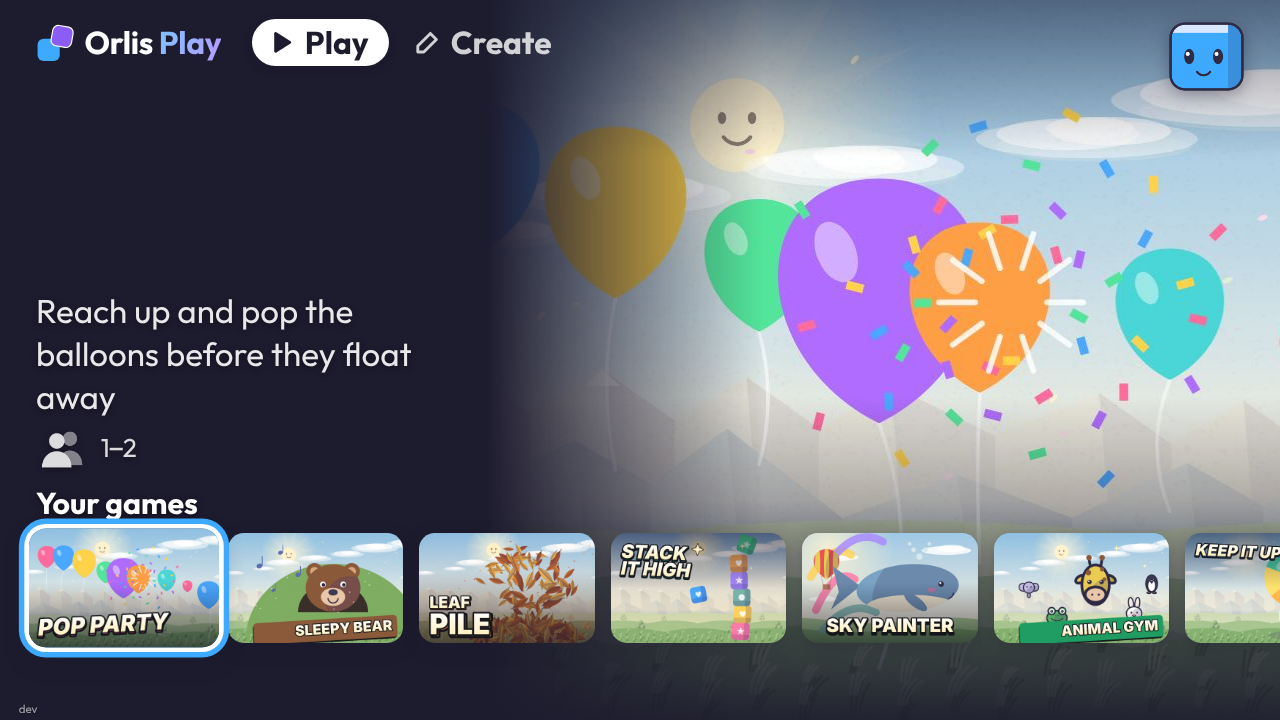 Orlis Play
Play
Create
Reach up and pop the
balloons before they float
away
1–2
Your games
POP PARTY
SLEEPY BEAR
LEAF
PILE
STACK
IT HIGH
SKY PAINTER
ANIMAL GYM
KEEP IT UP
dev